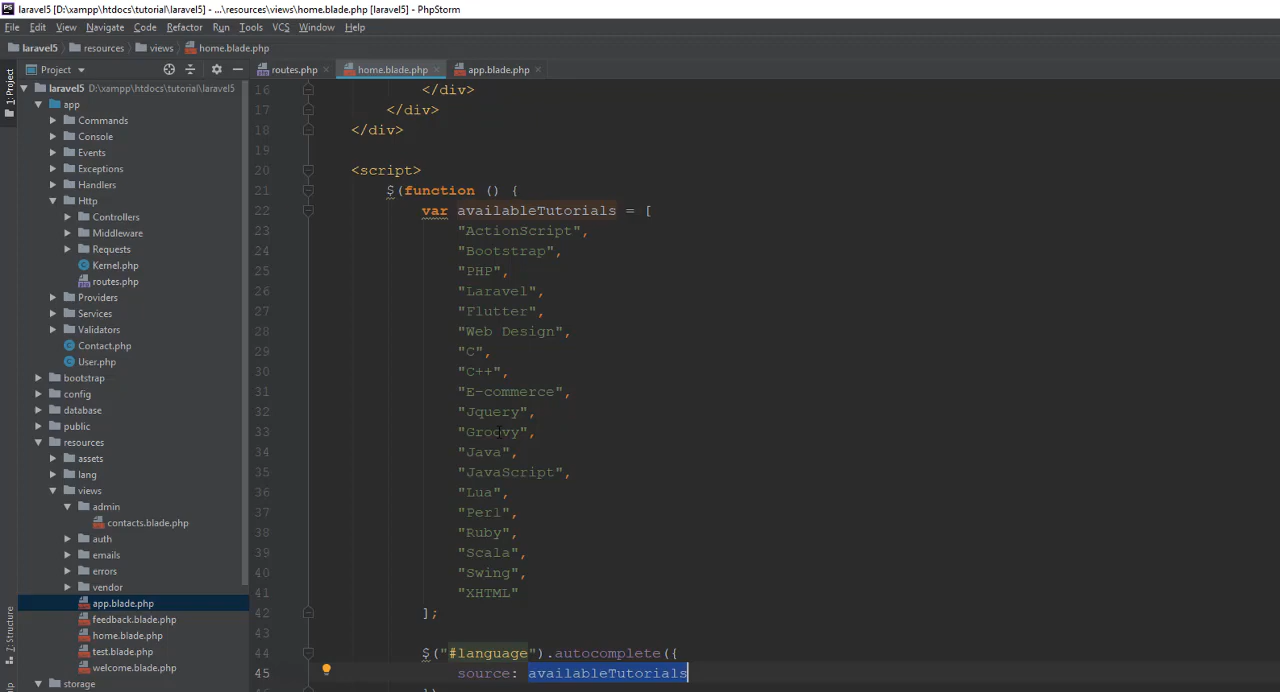 laravel5 [D:\xampp\htdocs\tutorial\laravel5] - ...\resources\views\home.blade.php [laravel5] - PhpStorm
File Edit View Navigate Code Refactor Run Tools VCS Window Help
laravel5 resources views home.blade.php
1: Project
Project
routes.php home.blade.php app.blade.php
laravel5 D:\xampp\htdocs\tutorial\laravel5
app
Commands
Console
Events
Exceptions
Handlers
Http
Controllers
Middleware
Requests
Kernel.php
routes.php
Providers
Services
Validators
Contact.php
User.php
bootstrap
config
database
public
resources
assets
lang
views
admin
contacts.blade.php
auth
emails
errors
vendor
app.blade.php
feedback.blade.php
home.blade.php
test.blade.php
welcome.blade.php
storage
7: Structure
16 </div>
17 </div>
18 </div>
19
20 <script>
21 $(function () {
22 var availableTutorials = [
23 "ActionScript",
24 "Bootstrap",
25 "PHP",
26 "Laravel",
27 "Flutter",
28 "Web Design",
29 "C",
30 "C++",
31 "E-commerce",
32 "Jquery",
33 "Groovy",
34 "Java",
35 "JavaScript",
36 "Lua",
37 "Perl",
38 "Ruby",
39 "Scala",
40 "Swing",
41 "XHTML"
42 ];
43
44 $("#language").autocomplete({
45 source: availableTutorials
})